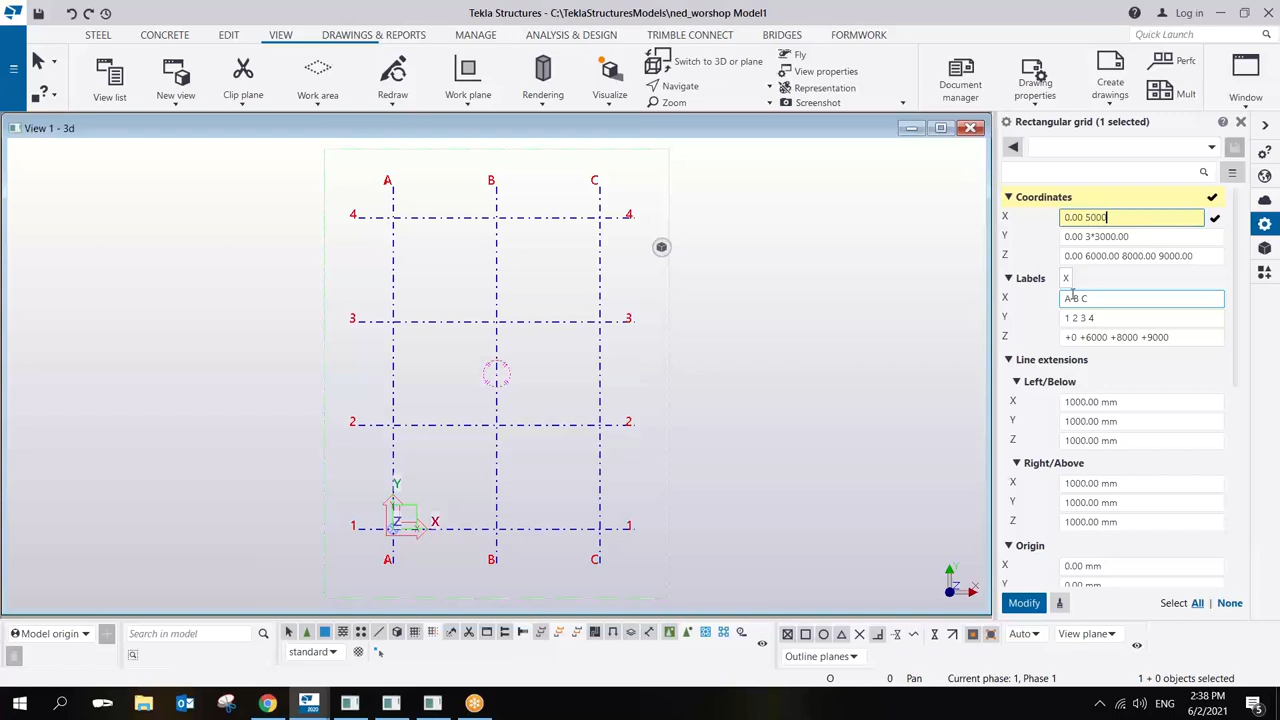 Tekla Structures - C:\TeklaStructuresModels\ned_workshop Model1
Log in
STEEL CONCRETE EDIT VIEW DRAWINGS & REPORTS MANAGE ANALYSIS & DESIGN TRIMBLE CONNECT BRIDGES FORMWORK
Quick Launch
View list
New view
Clip plane
Work area
Redraw
Switch to 3D or plane
Navigate
Zoom
Work plane
Rendering
Visualize
Fly
View properties
Representation
Screenshot
Document manager
Drawing properties
Create drawings
Perfc
Mult
Window
View 1 - 3d
A B C
4 4
3 3
2 2
Y
Z X
1 1
A B C
Y
Z X
Rectangular grid (1 selected)
Coordinates
X 0.00 5000
Y 0.00 3*3000.00
Z 0.00 6000.00 8000.00 9000.00
Labels X
X A B C
Y 1 2 3 4
Z +0 +6000 +8000 +9000
Line extensions
Left/Below
X 1000.00 mm
Y 1000.00 mm
Z 1000.00 mm
Right/Above
X 1000.00 mm
Y 1000.00 mm
Z 1000.00 mm
Origin
X 0.00 mm
Y 0.00 mm
Modify Select All | None
Model origin
Search in model
standard
Auto
View plane
Outline planes
O 0 Pan Current phase: 1, Phase 1 1 + 0 objects selected
2020
ENG
2:38 PM
6/2/2021
5